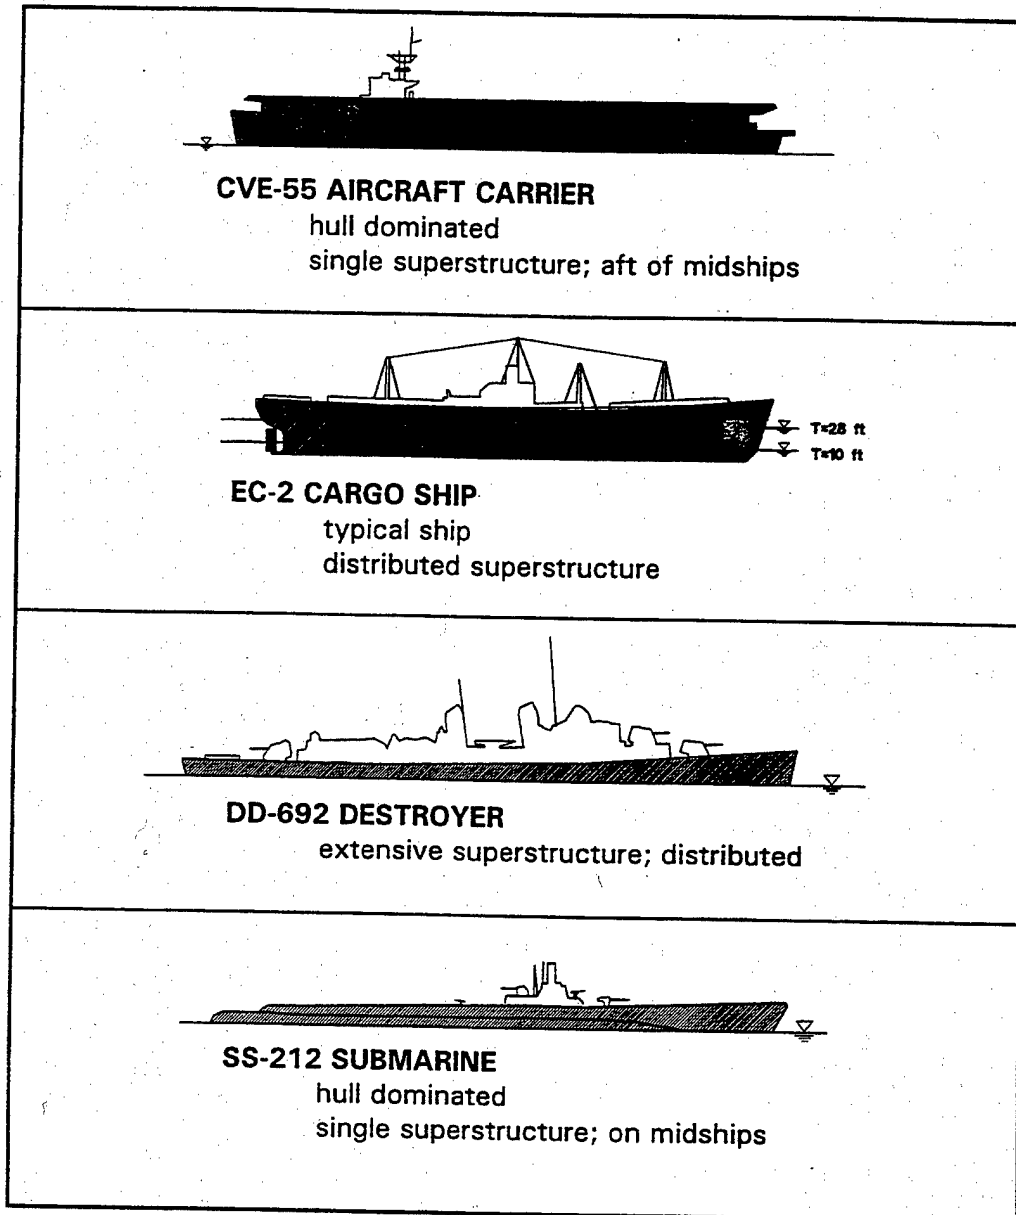 CVE-55 AIRCRAFT CARRIER
hull dominated
single superstructure; aft of midships
T=28 ft
T=10 ft
EC-2 CARGO SHIP
typical ship
distributed superstructure
DD-692 DESTROYER
extensive superstructure; distributed
SS-212 SUBMARINE
hull dominated
single superstructure; on midships